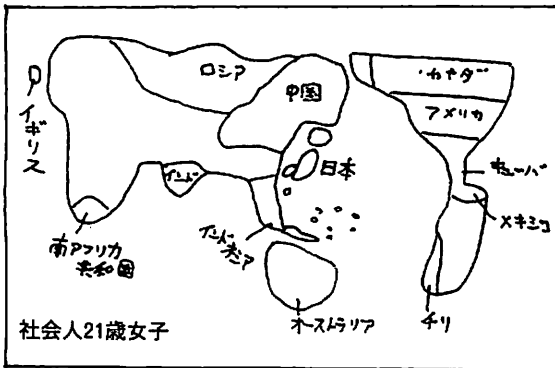 ロシア
中国
カナダ
アメリカ
イギリス
インド
日本
キューバ
メキシコ
南アフリカ
共和国
インド
ネシア
オーストラリア
チリ
社会人21歳女子